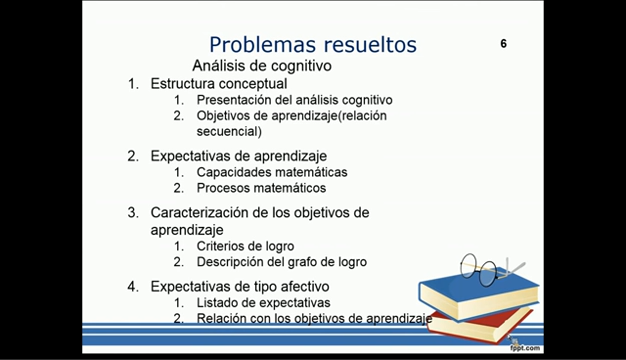 Problemas resueltos
6
Análisis de cognitivo
1. Estructura conceptual
1. Presentación del análisis cognitivo
2. Objetivos de aprendizaje(relación
secuencial)
2. Expectativas de aprendizaje
1. Capacidades matemáticas
2. Procesos matemáticos
3. Caracterización de los objetivos de
aprendizaje
1. Criterios de logro
2. Descripción del grafo de logro
4. Expectativas de tipo afectivo
1. Listado de expectativas
2. Relación con los objetivos de aprendizaje
fppt.com